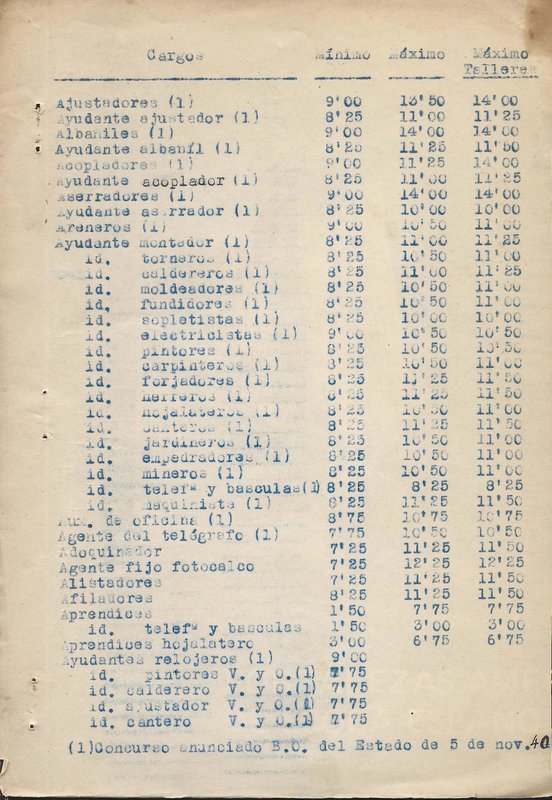 Cargos Mínimo Máximo Máximo
Talleres
Ajustadores (1) 9'00 13'50 14'00
Ayudante ajustador (1) 8'25 11'00 11'25
Albañiles (1) 9'00 14'00 14'00
Ayudante albañil (1) 8'25 11'25 11'50
Acopladores (1) 9'00 11'25 14'00
Ayudante acoplador (1) 8'25 11'00 11'25
Aserradores (1) 9'00 14'00 14'00
Ayudante aserrador (1) 8'25 10'00 10'00
Areneros (1) 9'00 10'50 11'00
Ayudante montador (1) 8'25 11'00 11'25
id. torneros (1) 8'25 10'50 11'00
id. caldereros (1) 8'25 11'00 11'25
id. moldeadores (1) 8'25 10'50 11'00
id. fundidores (1) 8'25 10'50 11'00
id. sopletistas (1) 8'25 10'00 10'00
id. electricistas (1) 9'00 10'50 10'50
id. pintores (1) 8'25 10'50 10'50
id. carpinteros (1) 8'25 10'50 11'00
id. forjadores (1) 8'25 11'25 11'50
id. herreros (1) 8'25 11'25 11'50
id. hojalateros (1) 8'25 10'50 11'00
id. canteros (1) 8'25 11'25 11'50
id. jardineros (1) 8'25 10'50 11'00
id. empedradores (1) 8'25 10'50 11'00
id. mineros (1) 8'25 10'50 11'00
id. telefª y basculas(1) 8'25 8'25 8'25
id. maquinista (1) 8'25 11'25 11'50
Aux. de oficina (1) 8'75 10'75 10'75
Agente del telégrafo (1) 7'75 10'50 10'50
Adoquinador 7'25 11'25 11'50
Agente fijo fotocalco 7'25 12'25 12'25
Alistadores 7'25 11'25 11'50
Afiladores 8'25 11'25 11'50
Aprendices 1'50 7'75 7'75
id. telefª y basculas 1'50 3'00 3'00
Aprendices hojalatero 3'00 6'75 6'75
Ayudantes relojeros (1) 9'00
id. pintores V. y O.(1) 7'75
id. calderero V. y O.(1) 7'75
id. ajustador V. y O.(1) 7'75
id. cantero V. y O.(1) 7'75
(1)Concurso anunciado B.O. del Estado de 5 de nov.40